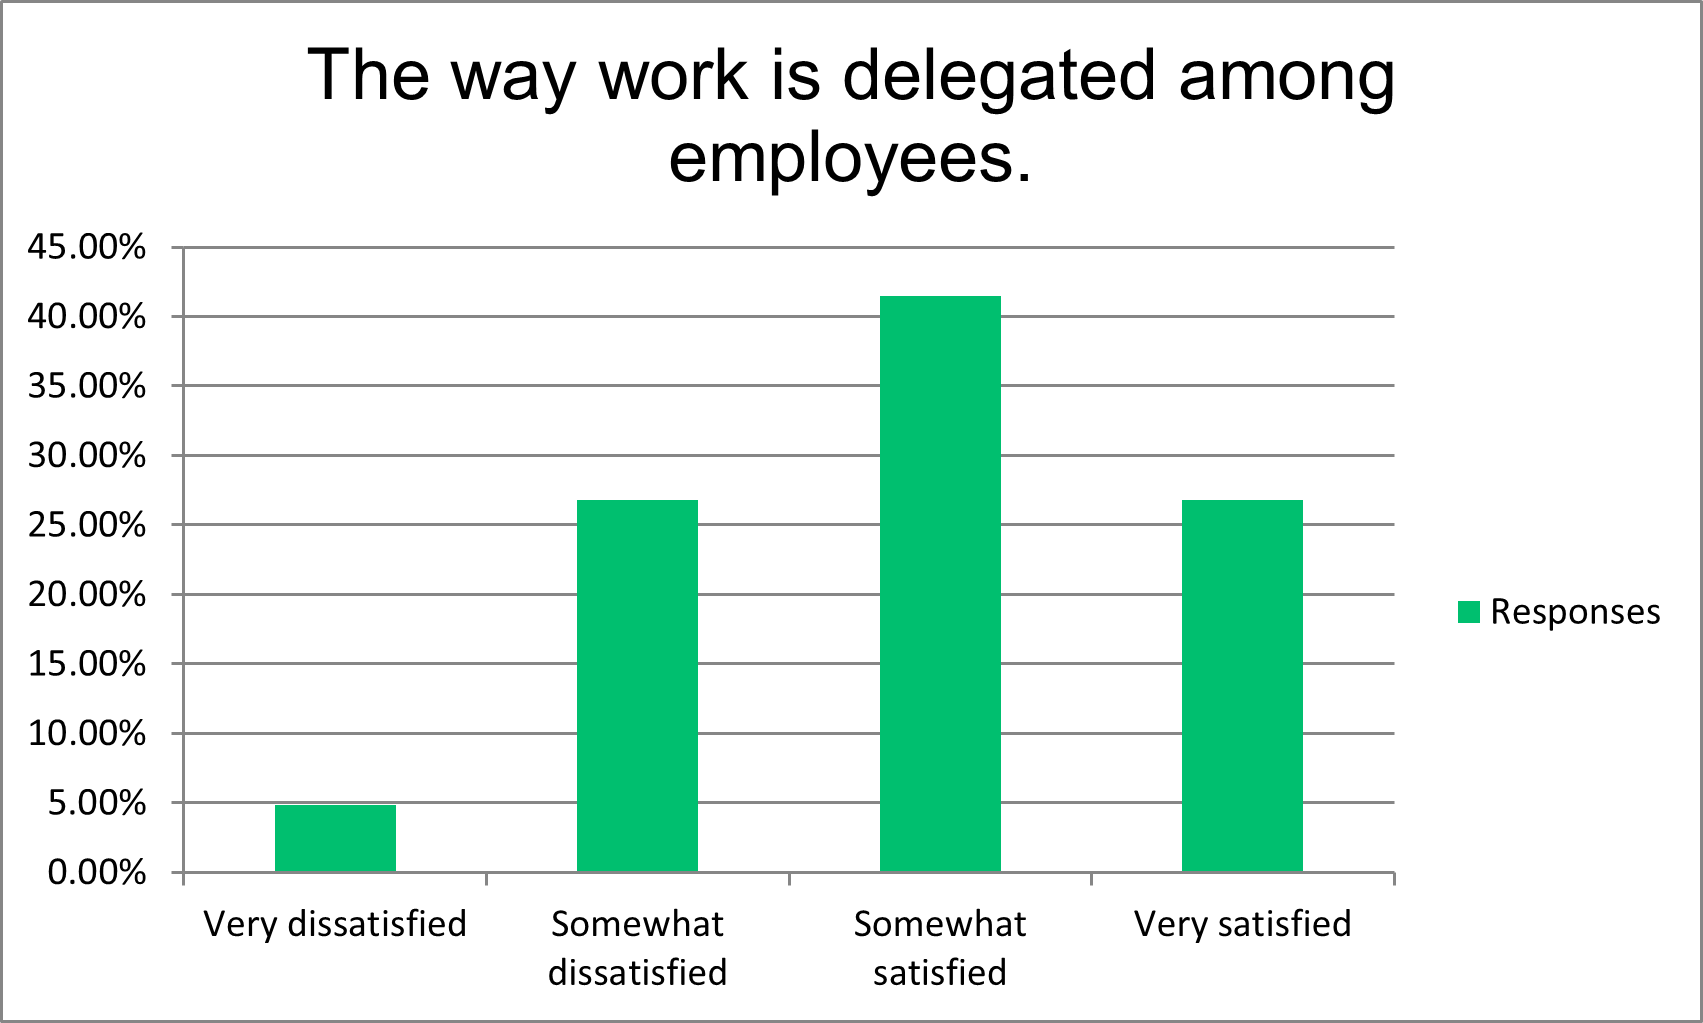 The way work is delegated among
employees.
45.00%
40.00%
35.00%
30.00%
25.00%
20.00%
15.00%
10.00%
5.00%
0.00%
Very dissatisfied
Somewhat
dissatisfied
Somewhat
satisfied
Very satisfied
Responses